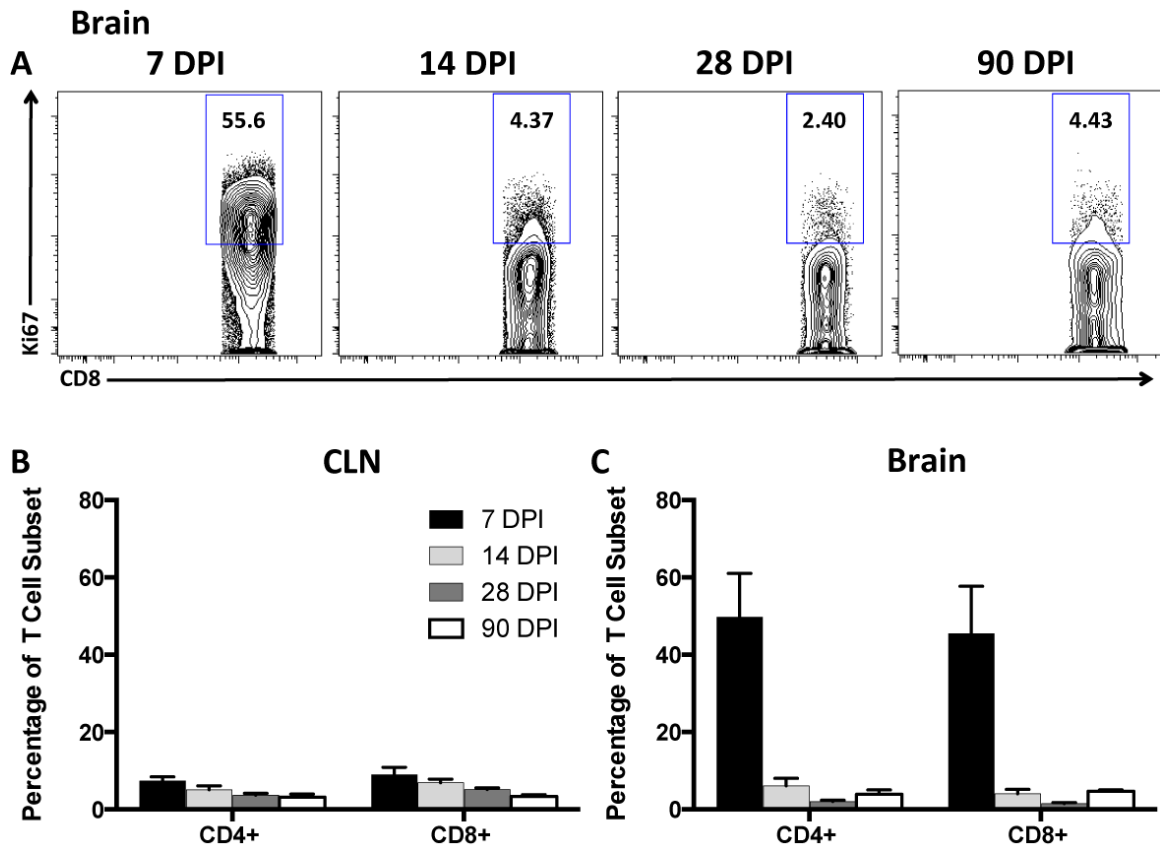 Brain
A
7 DPI 14 DPI 28 DPI 90 DPI
55.6 4.37 2.40 4.43
Ki67
CD8
B CLN
Percentage of T Cell Subset
80
60
40
20
0
7 DPI
14 DPI
28 DPI
90 DPI
CD4+ CD8+
C Brain
Percentage of T Cell Subset
80
60
40
20
0
CD4+ CD8+